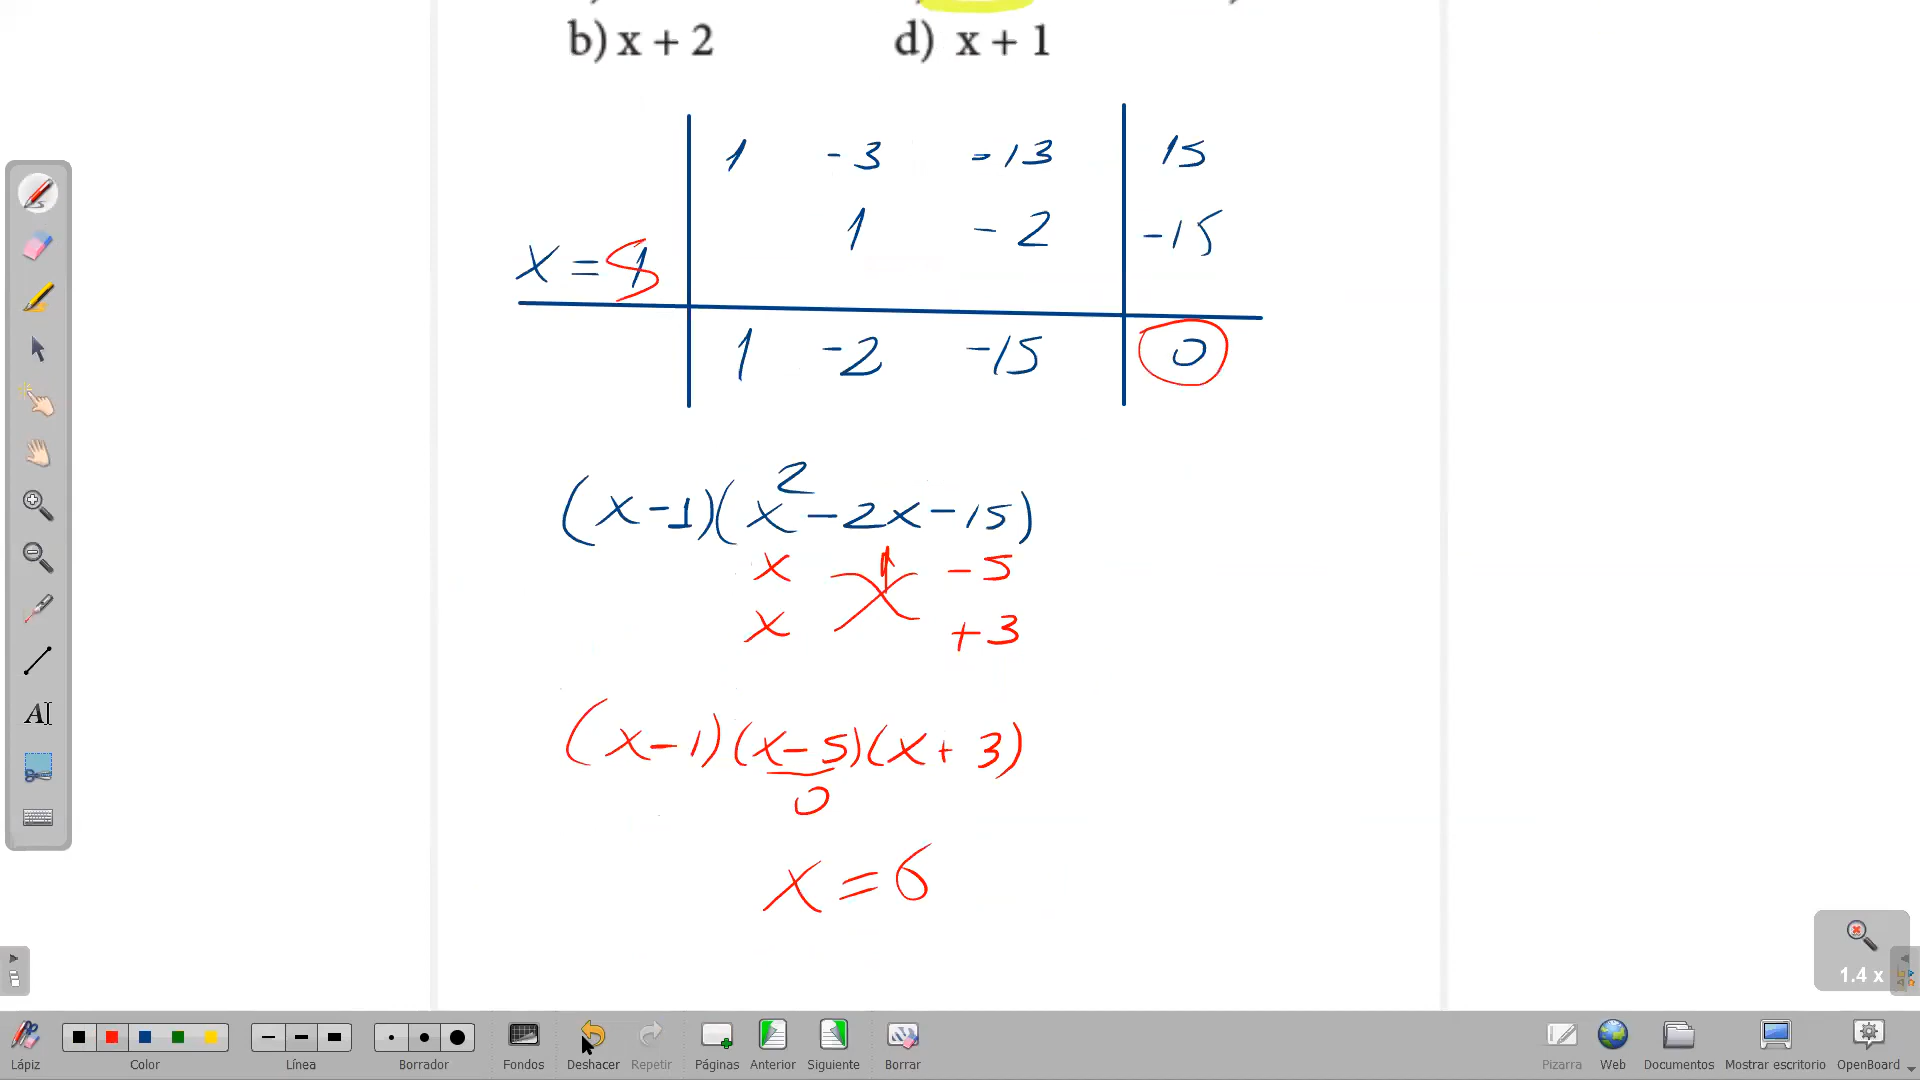 b) x + 2 d) x + 1
1 -3 -13 15
1 -2 -15
x = 1
1 -2 -15 0
(x-1)(x²-2x-15)
x -5
x +3
(x-1)(x-5)(x+3)
0
x = 6
1.4 x
Lápiz Color Línea Borrador Fondos Deshacer Repetir Páginas Anterior Siguiente Borrar Pizarra Web Documentos Mostrar escritorio OpenBoard